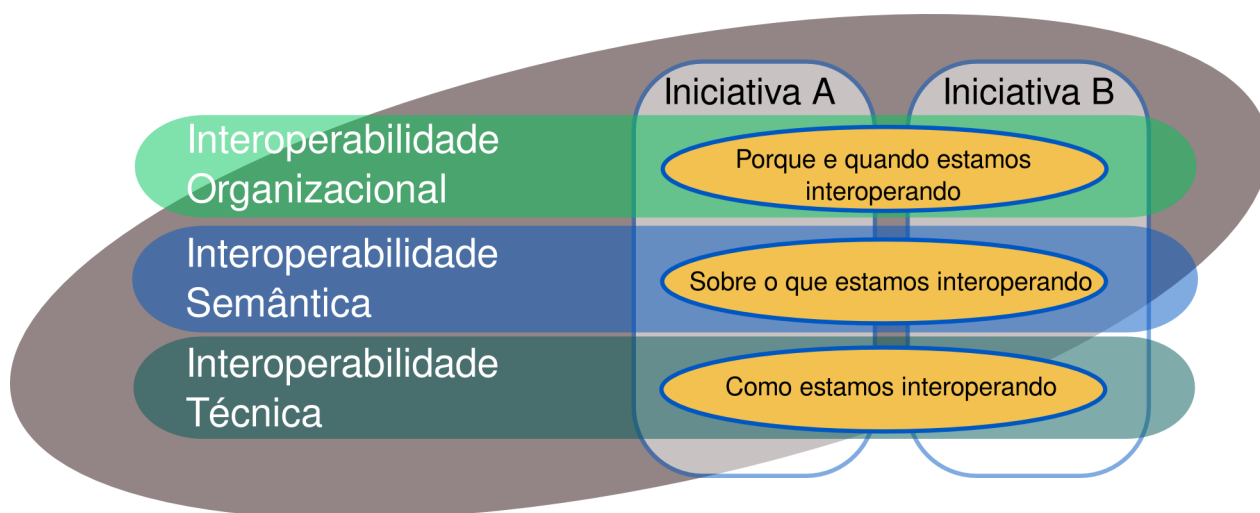 Iniciativa A
Iniciativa B
Interoperabilidade
Organizacional
Porque e quando estamos
interoperando
Interoperabilidade
Semântica
Sobre o que estamos interoperando
Interoperabilidade
Técnica
Como estamos interoperando